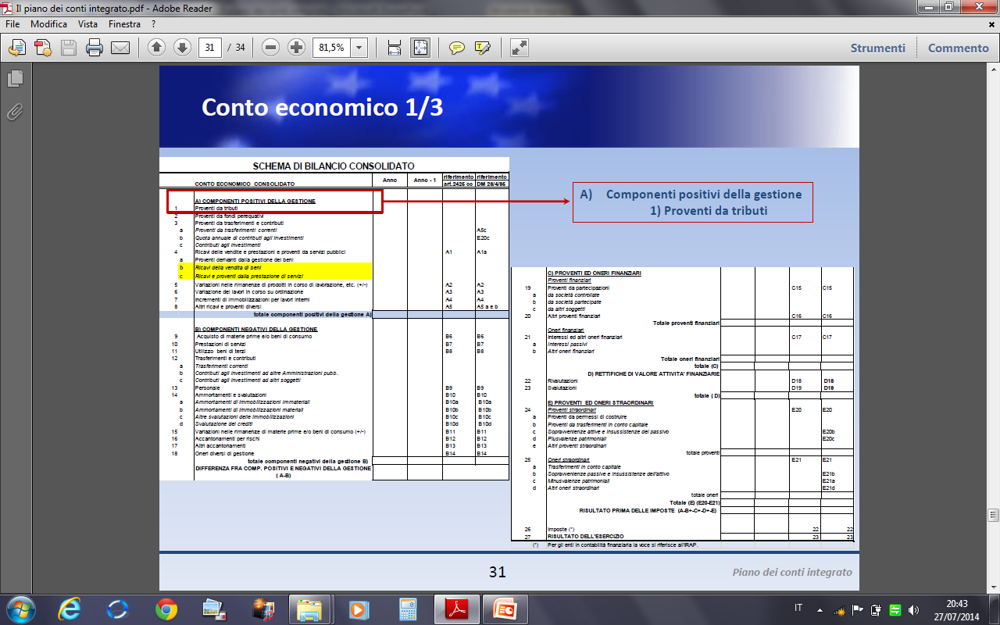 Il piano dei conti integrato.pdf - Adobe Reader
File Modifica Vista Finestra ?
31 / 34 81,5% Strumenti Commento
Conto economico 1/3
SCHEMA DI BILANCIO CONSOLIDATO
CONTO ECONOMICO CONSOLIDATO Anno Anno - 1 riferimento art.2425 cc riferimento DM 26/4/95
A) COMPONENTI POSITIVI DELLA GESTIONE
1 Proventi da tributi
2 Proventi da fondi perequativi
3 Proventi da trasferimenti e contributi
a Proventi da trasferimenti correnti A5c
b Quota annuale di contributi agli investimenti E20c
c Contributi agli investimenti
4 Ricavi delle vendite e prestazioni e proventi da servizi pubblici A1 A1a
a Proventi derivanti dalla gestione dei beni
b Ricavi della vendita di beni
c Ricavi e proventi dalla prestazione di servizi
5 Variazioni nelle rimanenze di prodotti in corso di lavorazione, etc. (+/-) A2 A2
6 Variazione dei lavori in corso su ordinazione A3 A3
7 Incrementi di immobilizzazioni per lavori interni A4 A4
8 Altri ricavi e proventi diversi A5 A5 a e b
totale componenti positivi della gestione A)
B) COMPONENTI NEGATIVI DELLA GESTIONE
9 Acquisto di materie prime e/o beni di consumo B6 B6
10 Prestazioni di servizi B7 B7
11 Utilizzo beni di terzi B8 B8
12 Trasferimenti e contributi
a Trasferimenti correnti
b Contributi agli investimenti ad altre Amministrazioni pubb.
c Contributi agli investimenti ad altri soggetti
13 Personale B9 B9
14 Ammortamenti e svalutazioni B10 B10
a Ammortamenti di immobilizzazioni Immateriali B10a B10a
b Ammortamenti di immobilizzazioni materiali B10b B10b
c Altre svalutazioni delle immobilizzazioni B10c B10c
d Svalutazione dei crediti B10d B10d
15 Variazioni nelle rimanenze di materie prime e/o beni di consumo (+/-) B11 B11
16 Accantonamenti per rischi B12 B12
17 Altri accantonamenti B13 B13
18 Oneri diversi di gestione B14 B14
totale componenti negativi della gestione B)
DIFFERENZA FRA COMP. POSITIVI E NEGATIVI DELLA GESTIONE
( A-B)
A) Componenti positivi della gestione
1) Proventi da tributi
C) PROVENTI ED ONERI FINANZIARI
Proventi finanziari
19 Proventi da partecipazioni C15 C15
a da società controllate
b da società partecipate
c da altri soggetti
20 Altri proventi finanziari C16 C16
Totale proventi finanziari
Oneri finanziari
21 Interessi ed altri oneri finanziari C17 C17
a Interessi passivi
b Altri oneri finanziari
Totale oneri finanziari
totale (C)
D) RETTIFICHE DI VALORE ATTIVITA' FINANZIARIE
22 Rivalutazioni D18 D18
23 Svalutazioni D19 D19
totale ( D)
E) PROVENTI ED ONERI STRAORDINARI
24 Proventi straordinari E20 E20
a Proventi da permessi di costruire
b Proventi da trasferimenti in conto capitale
c Sopravvenienze attive e insussistenze del passivo E20b
d Plusvalenze patrimoniali E20c
e Altri proventi straordinari
totale proventi
25 Oneri straordinari E21 E21
a Trasferimenti in conto capitale
b Sopravvenienze passive e insussistenze dell'attivo E21b
c Minusvalenze patrimoniali E21a
d Altri oneri straordinari E21d
totale oneri
Totale (E) (E20-E21)
RISULTATO PRIMA DELLE IMPOSTE (A-B+-C+-D+-E)
26 Imposte (*) 22 22
27 RISULTATO DELL'ESERCIZIO 23 23
(*) Per gli enti in contabilità finanziaria la voce si riferisce all'IRAP.
31
Piano dei conti integrato
IT
20:43
27/07/2014